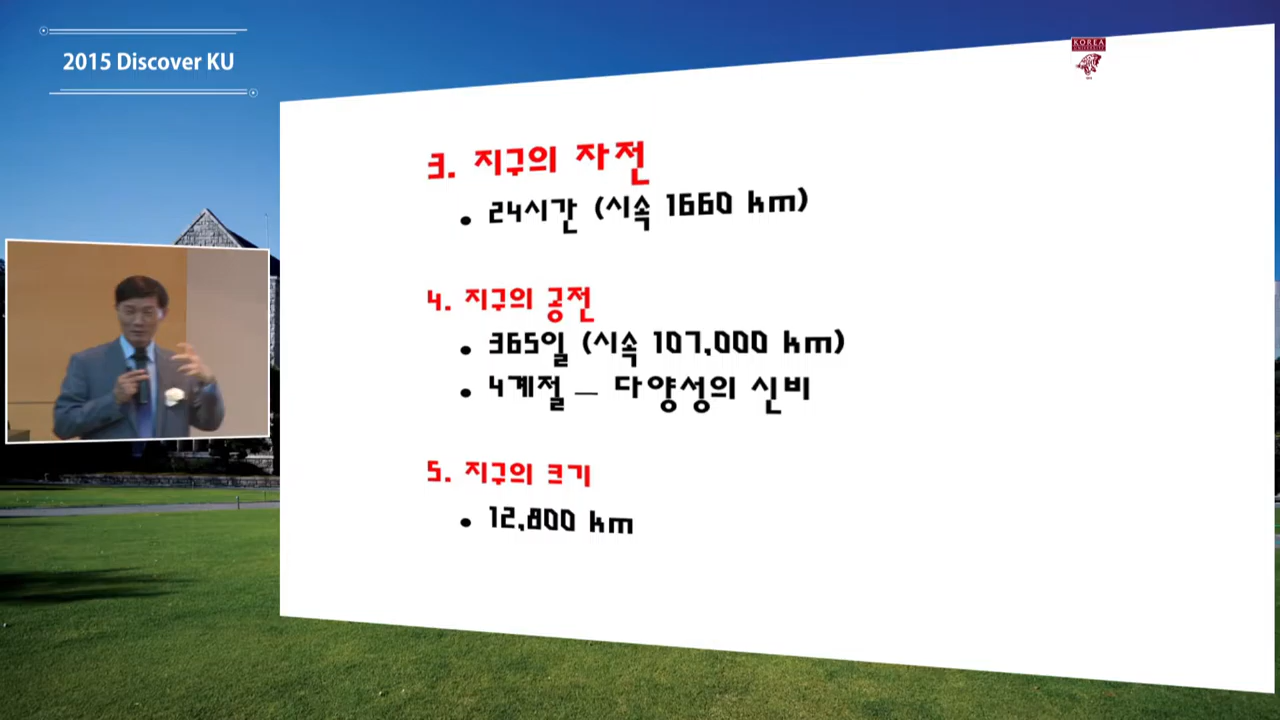 2015 Discover KU
KOREA
3. 지구의 자전
• 24시간 (시속 1660 km)
4. 지구의 공전
• 365일 (시속 107,000 km)
• 4계절 – 다양성의 신비
5. 지구의 크기
• 12,800 km